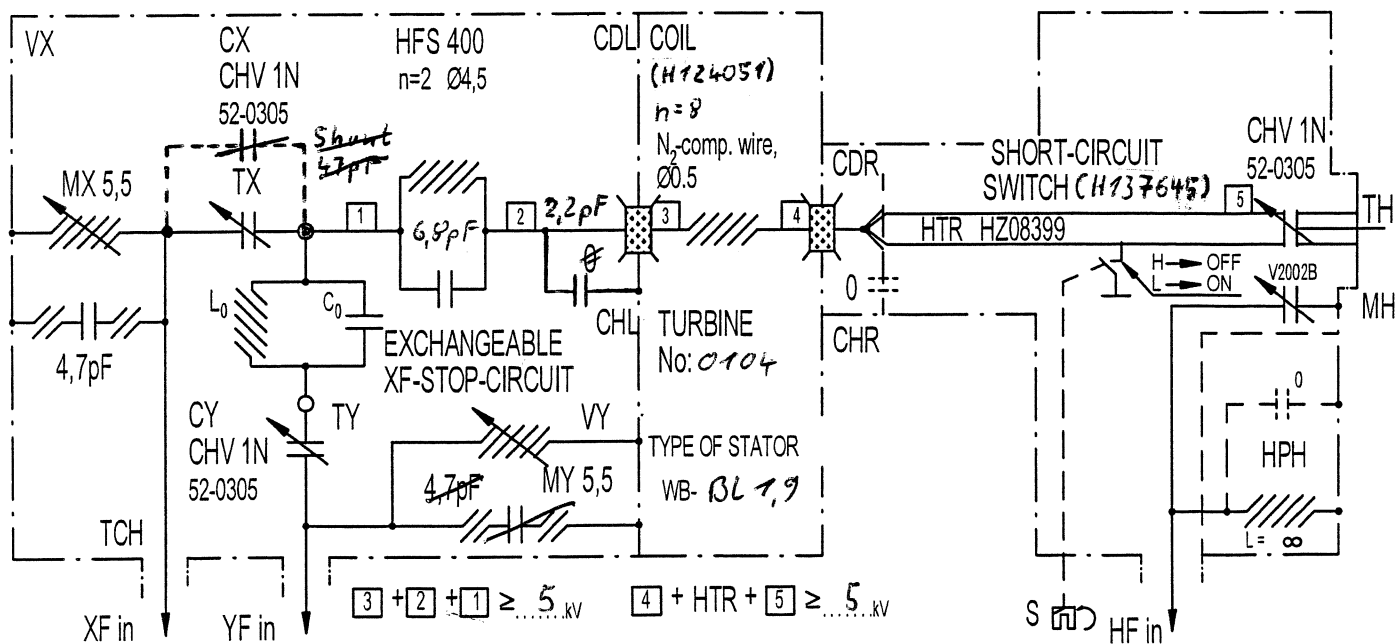 VX
CX
CHV 1N
52-0305
HFS 400
n=2 Ø4,5
CDL
COIL
(H124051)
n=8
N2-comp. wire,
Ø0.5
Shunt
47pF
MX 5,5
TX
1
6,8pF
2
2,2pF
0
3
4
CDR
SHORT-CIRCUIT
SWITCH (H137645)
CHV 1N
52-0305
5
TH
HTR HZ08399
H → OFF
L → ON
V2002B
MH
0
4,7pF
L0
C0
EXCHANGEABLE
XF-STOP-CIRCUIT
CHL
TURBINE
No: 0104
CHR
CY
CHV 1N
52-0305
TY
VY
4,7pF
MY 5,5
TYPE OF STATOR
WB- BL 1,9
0
HPH
L= ∞
TCH
3 + 2 + 1 ≥ 5 kV
4 + HTR + 5 ≥ 5 kV
XF in
YF in
S
HF in